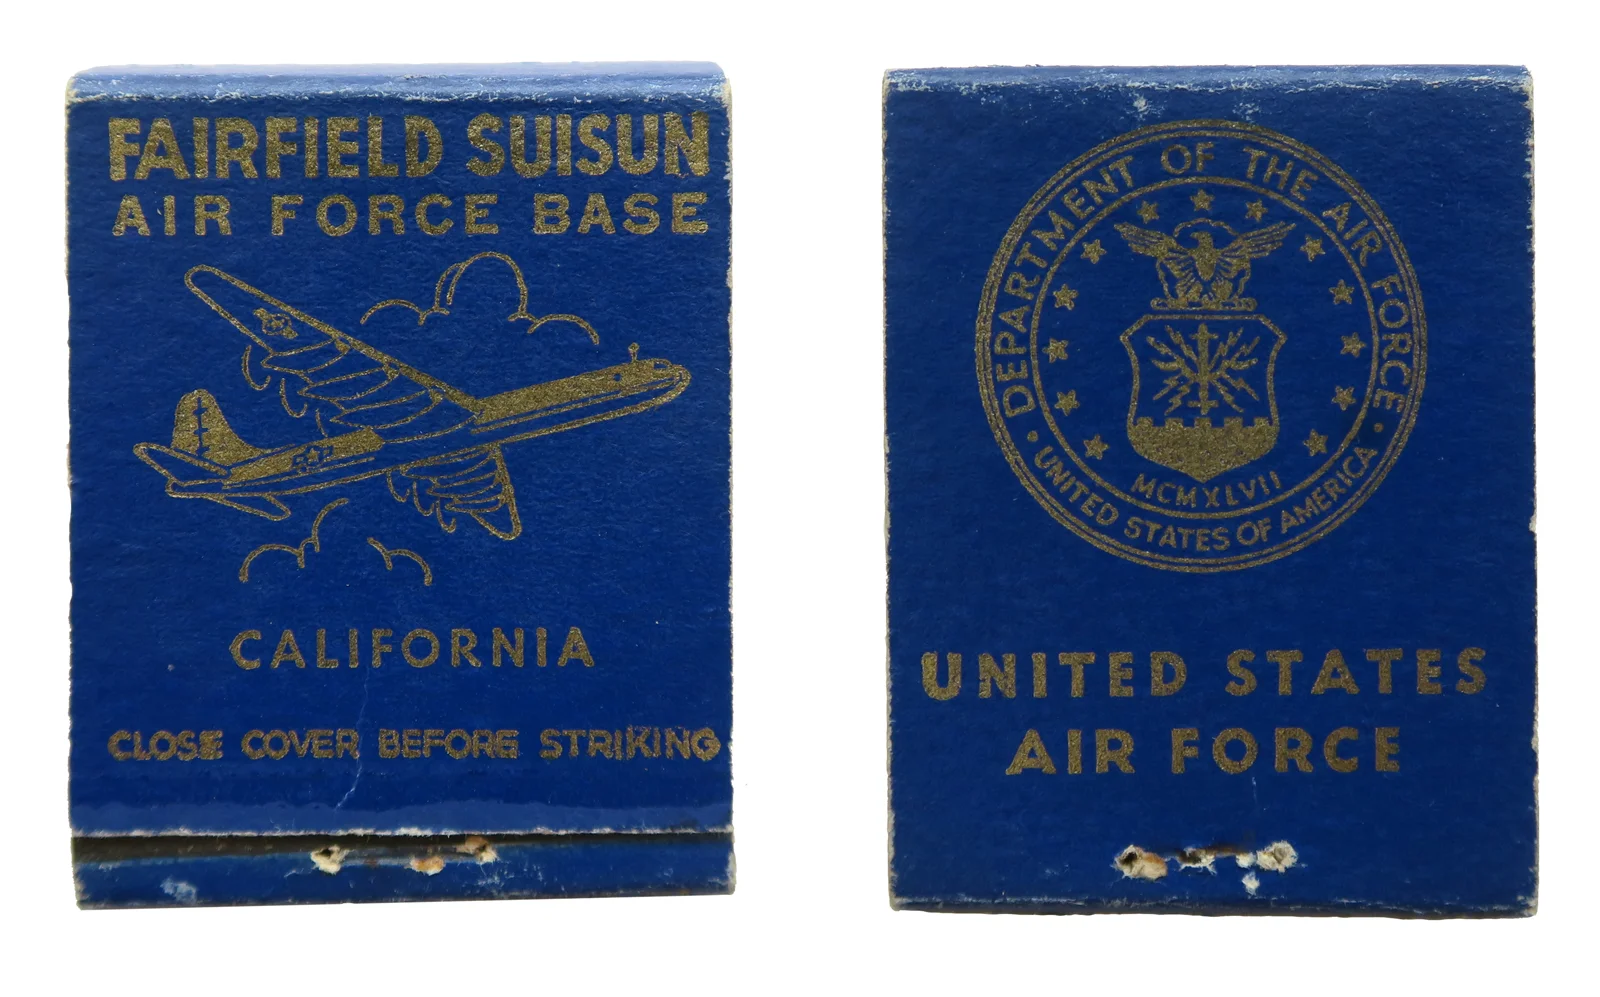 FAIRFIELD SUISUN
AIR FORCE BASE
CALIFORNIA
CLOSE COVER BEFORE STRIKING
DEPARTMENT OF THE AIR FORCE
MCMXLVII
· UNITED STATES OF AMERICA ·
UNITED STATES
AIR FORCE